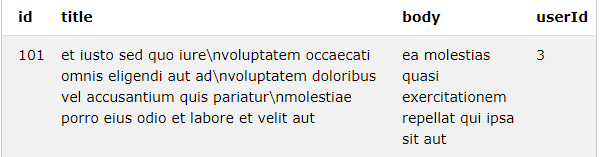 id title body userId
101 et iusto sed quo iure\nvoluptatem occaecati ea molestias 3
omnis eligendi aut ad\nvoluptatem doloribus quasi
vel accusantium quis pariatur\nmolestiae exercitationem
porro eius odio et labore et velit aut repellat qui ipsa
sit aut